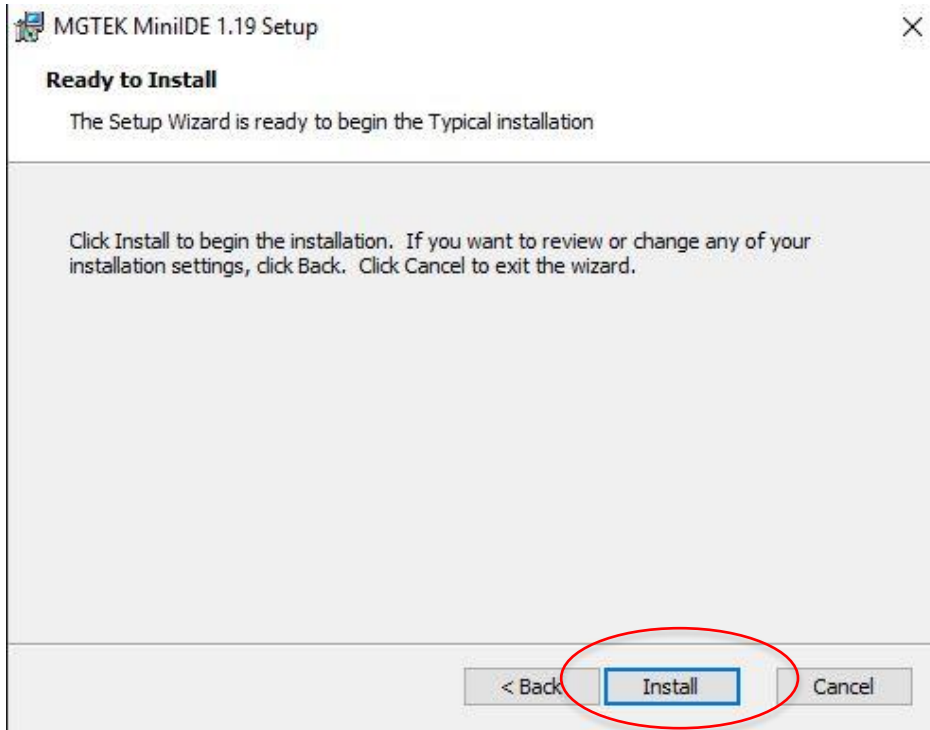 MGTEK MiniIDE 1.19 Setup
Ready to Install
The Setup Wizard is ready to begin the Typical installation
Click Install to begin the installation. If you want to review or change any of your
installation settings, click Back. Click Cancel to exit the wizard.
< Back Install Cancel